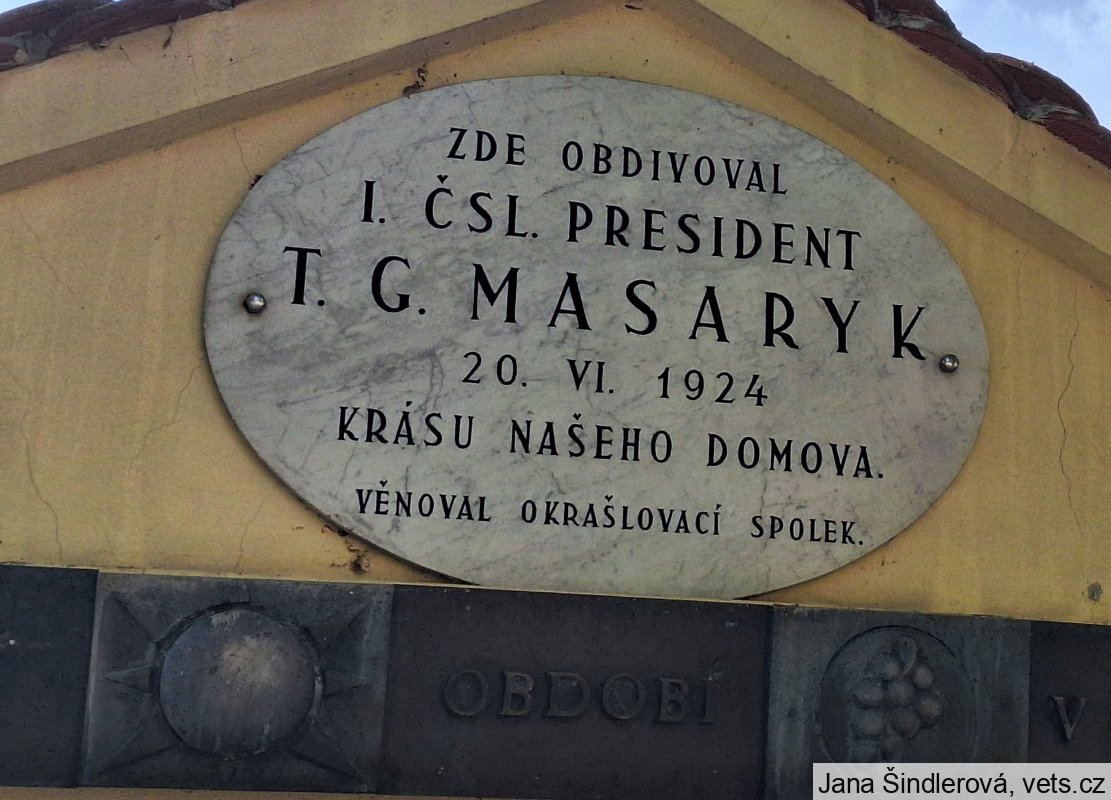 ZDE OBDIVOVAL
I. ČSL. PRESIDENT
T. G. MASARYK
20. VI. 1924
KRÁSU NAŠEHO DOMOVA.
VĚNOVAL OKRAŠLOVACÍ SPOLEK.
OBDOBÍ V
Jana Šindlerová, vets.cz